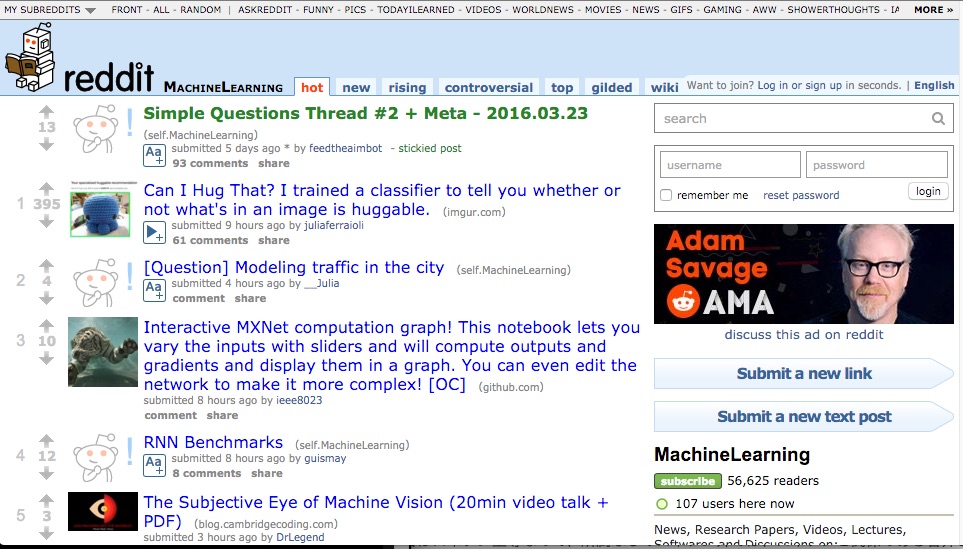 MY SUBREDDITS FRONT - ALL - RANDOM | ASKREDDIT - FUNNY - PICS - TODAYILEARNED - VIDEOS - WORLDNEWS - MOVIES - NEWS - GIFS - GAMING - AWW - SHOWERTHOUGHTS - IA MORE »
reddit MACHINELEARNING hot new rising controversial top gilded wiki Want to join? Log in or sign up in seconds. | English
13
Simple Questions Thread #2 + Meta - 2016.03.23
(self.MachineLearning)
Aa+ submitted 5 days ago * by feedtheaimbot - stickied post
93 comments share
1 395
Can I Hug That? I trained a classifier to tell you whether or
not what's in an image is huggable. (imgur.com)
submitted 9 hours ago by juliaferraioli
61 comments share
2 4
[Question] Modeling traffic in the city (self.MachineLearning)
Aa+ submitted 4 hours ago by __Julia
comment share
3 10
Interactive MXNet computation graph! This notebook lets you
vary the inputs with sliders and will compute outputs and
gradients and display them in a graph. You can even edit the
network to make it more complex! [OC] (github.com)
submitted 8 hours ago by ieee8023
comment share
4 12
RNN Benchmarks (self.MachineLearning)
Aa+ submitted 8 hours ago by guismay
8 comments share
5 3
The Subjective Eye of Machine Vision (20min video talk +
PDF) (blog.cambridgecoding.com)
submitted 3 hours ago by DrLegend
search
username password
remember me reset password login
Adam
Savage
AMA
discuss this ad on reddit
Submit a new link
Submit a new text post
MachineLearning
subscribe 56,625 readers
107 users here now
News, Research Papers, Videos, Lectures,
Softwares and Discussions on: